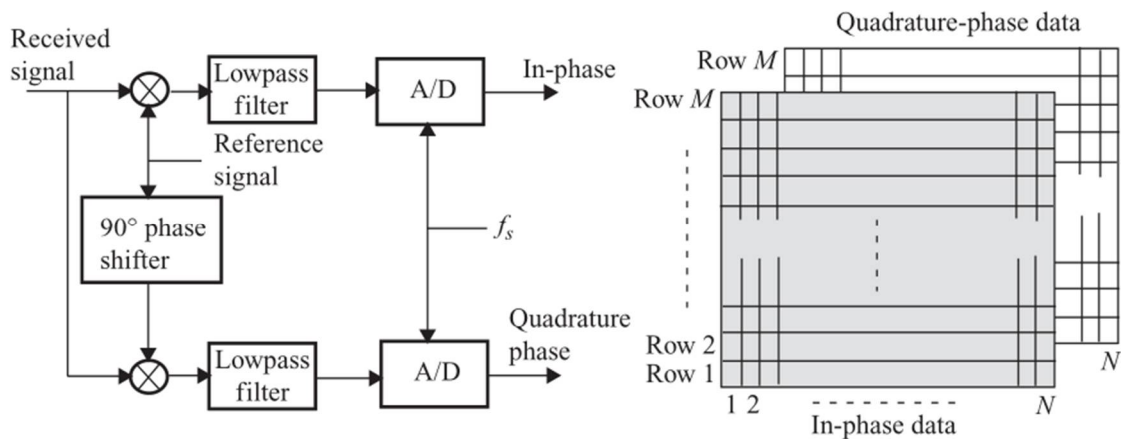 Received
signal
Lowpass
filter
A/D
In-phase
Reference
signal
90° phase
shifter
f_s
Lowpass
filter
A/D
Quadrature
phase
Quadrature-phase data
Row M
Row M
Row 2
Row 1
1 2
N
N
In-phase data